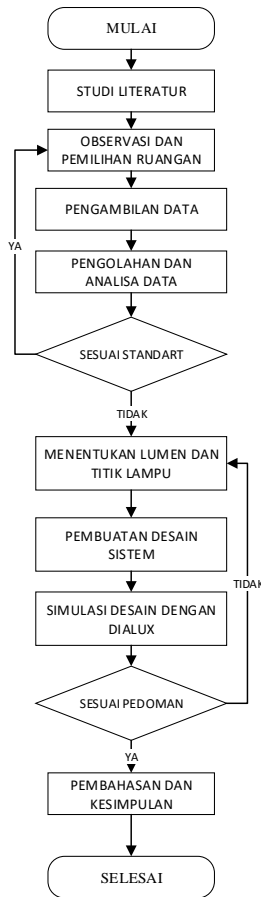 MULAI
STUDI LITERATUR
OBSERVASI DAN
PEMILIHAN RUANGAN
PENGAMBILAN DATA
YA
PENGOLAHAN DAN
ANALISA DATA
SESUAI STANDART
TIDAK
MENENTUKAN LUMEN DAN
TITIK LAMPU
PEMBUATAN DESAIN
SISTEM
TIDAK
SIMULASI DESAIN DENGAN
DIALUX
SESUAI PEDOMAN
YA
PEMBAHASAN DAN
KESIMPULAN
SELESAI